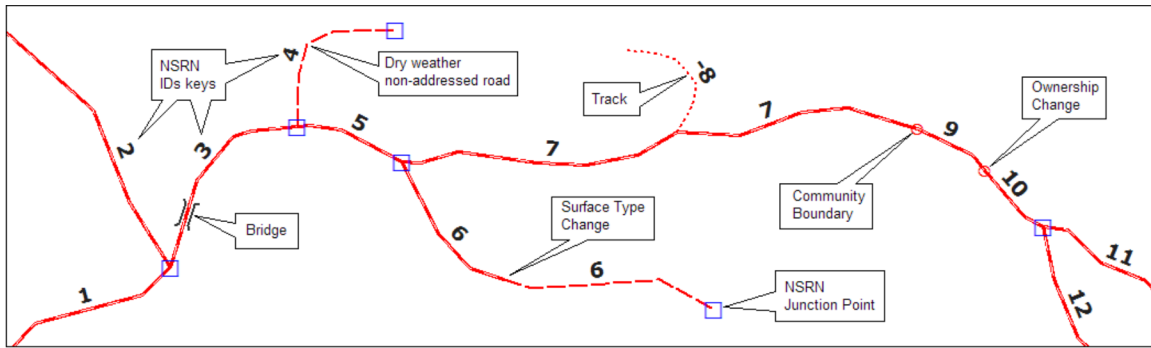 4
Dry weather
non-addressed road
NSRN
IDs keys
-8
Track
Ownership
Change
2
3
5
7
7
9
10
Community
Boundary
Bridge
Surface Type
Change
6
6
NSRN
Junction Point
1
11
12